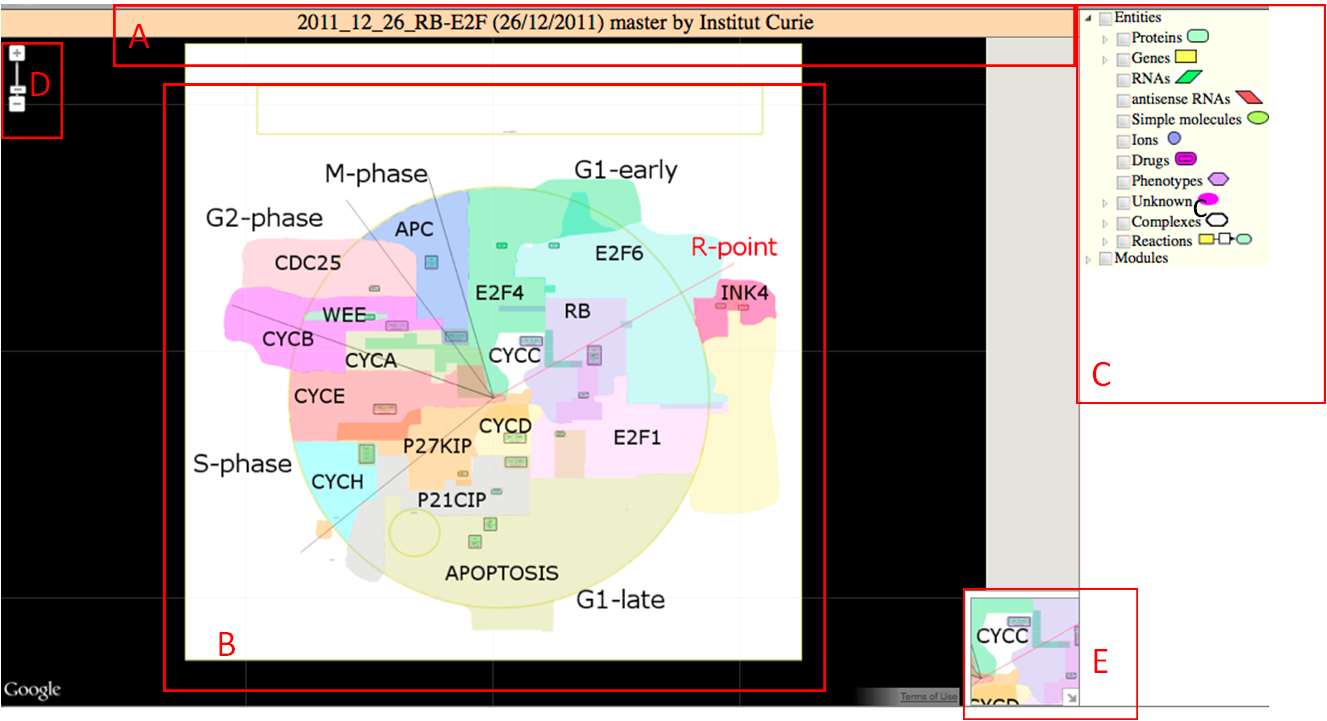 2011_12_26_RB-E2F (26/12/2011) master by Institut Curie
A
D
Entities
Proteins
Genes
RNAs
antisense RNAs
Simple molecules
Ions
Drugs
Phenotypes
Unknown
C
Complexes
Reactions
Modules
C
M-phase
G1-early
G2-phase
APC
R-point
CDC25
E2F6
E2F4
INK4
WEE
RB
CYCB
CYCC
CYCA
CYCE
CYCD
E2F1
P27KIP
S-phase
CYCH
P21CIP
APOPTOSIS
G1-late
B
CYCC
E
CYCD
Google
Terms of Use